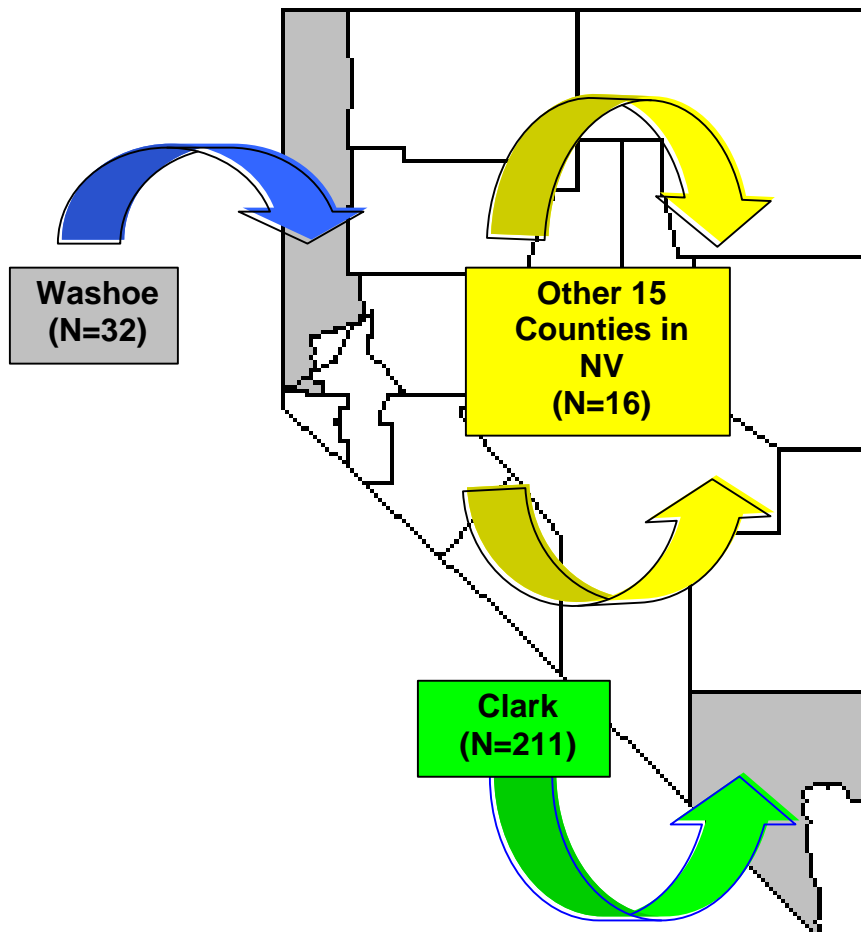 Washoe
(N=32)
Other 15
Counties in
NV
(N=16)
Clark
(N=211)